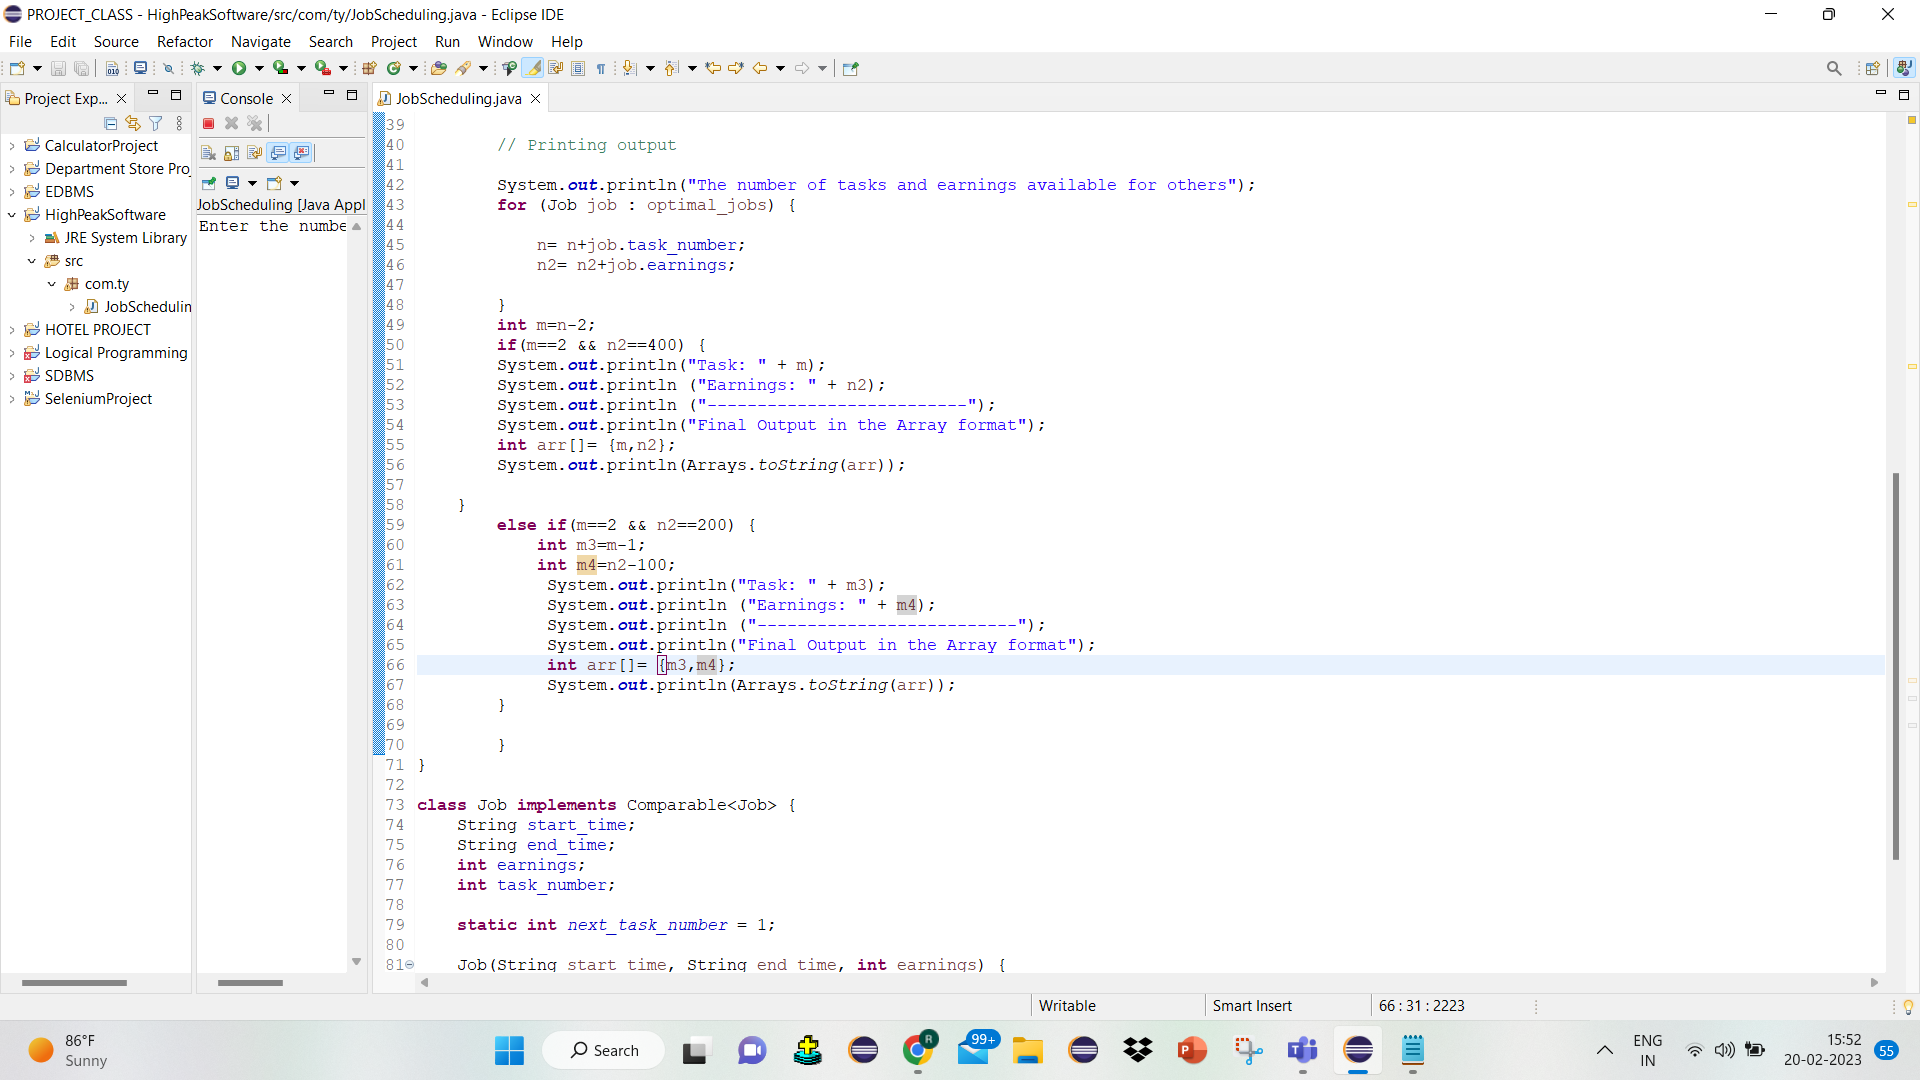 PROJECT_CLASS - HighPeakSoftware/src/com/ty/JobScheduling.java - Eclipse IDE
File Edit Source Refactor Navigate Search Project Run Window Help
Project Exp...
CalculatorProject
Department Store Pro
EDBMS
HighPeakSoftware
JRE System Library
src
com.ty
JobSchedulin
HOTEL PROJECT
Logical Programming
SDBMS
SeleniumProject
Console
JobScheduling [Java Appl
Enter the numbe
JobScheduling.java
39
40 // Printing output
41
42 System.out.println("The number of tasks and earnings available for others");
43 for (Job job : optimal_jobs) {
44
45 n= n+job.task_number;
46 n2= n2+job.earnings;
47
48 }
49 int m=n-2;
50 if(m==2 && n2==400) {
51 System.out.println("Task: " + m);
52 System.out.println ("Earnings: " + n2);
53 System.out.println ("--------------------------");
54 System.out.println("Final Output in the Array format");
55 int arr[]= {m,n2};
56 System.out.println(Arrays.toString(arr));
57
58 }
59 else if(m==2 && n2==200) {
60 int m3=m-1;
61 int m4=n2-100;
62 System.out.println("Task: " + m3);
63 System.out.println ("Earnings: " + m4);
64 System.out.println ("--------------------------");
65 System.out.println("Final Output in the Array format");
66 int arr[]= {m3,m4};
67 System.out.println(Arrays.toString(arr));
68 }
69
70 }
71 }
72
73 class Job implements Comparable<Job> {
74 String start_time;
75 String end_time;
76 int earnings;
77 int task_number;
78
79 static int next_task_number = 1;
80
81 Job(String start_time, String end_time, int earnings) {
Writable Smart Insert 66 : 31 : 2223
86°F
Sunny
Search
R
99+
ENG
IN
15:52
20-02-2023
55